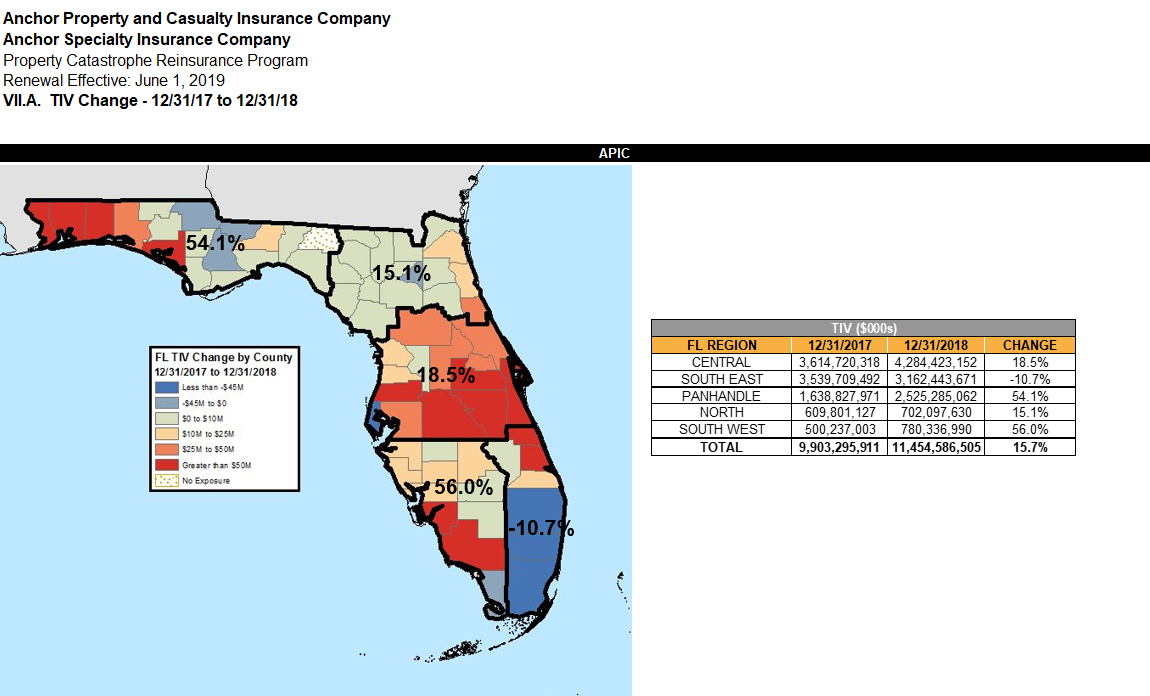 Anchor Property and Casualty Insurance Company
Anchor Specialty Insurance Company
Property Catastrophe Reinsurance Program
Renewal Effective: June 1, 2019
VII.A. TIV Change - 12/31/17 to 12/31/18
APIC
54.1%
15.1%
18.5%
56.0%
-10.7%
FL TIV Change by County
12/31/2017 to 12/31/2018
Less than -$45M
-$45M to $0
$0 to $10M
$10M to $25M
$25M to $50M
Greater than $50M
No Exposure
TIV ($000s)
FL REGION 12/31/2017 12/31/2018 CHANGE
CENTRAL 3,614,720,318 4,284,423,152 18.5%
SOUTH EAST 3,539,709,492 3,162,443,671 -10.7%
PANHANDLE 1,638,827,971 2,525,285,062 54.1%
NORTH 609,801,127 702,097,630 15.1%
SOUTH WEST 500,237,003 780,336,990 56.0%
TOTAL 9,903,295,911 11,454,586,505 15.7%